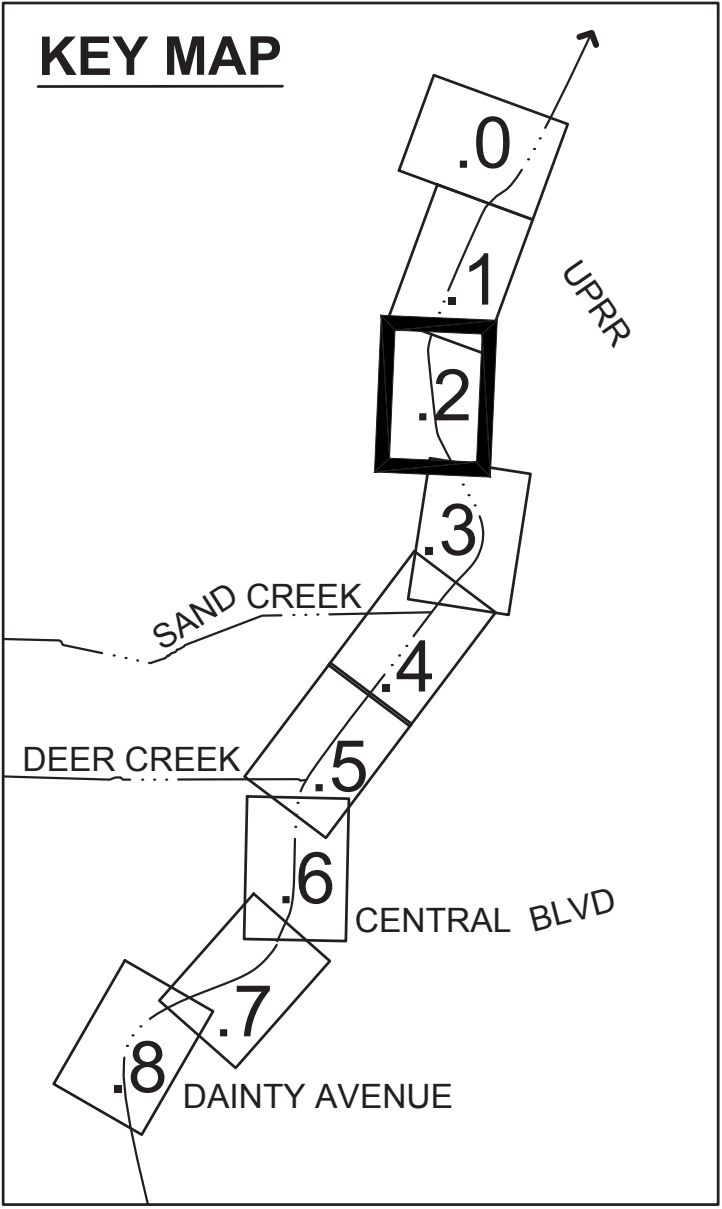 KEY MAP
.0
.1
UPRR
.2
.3
SAND CREEK
.4
DEER CREEK
.5
.6
CENTRAL BLVD
.7
.8
DAINTY AVENUE